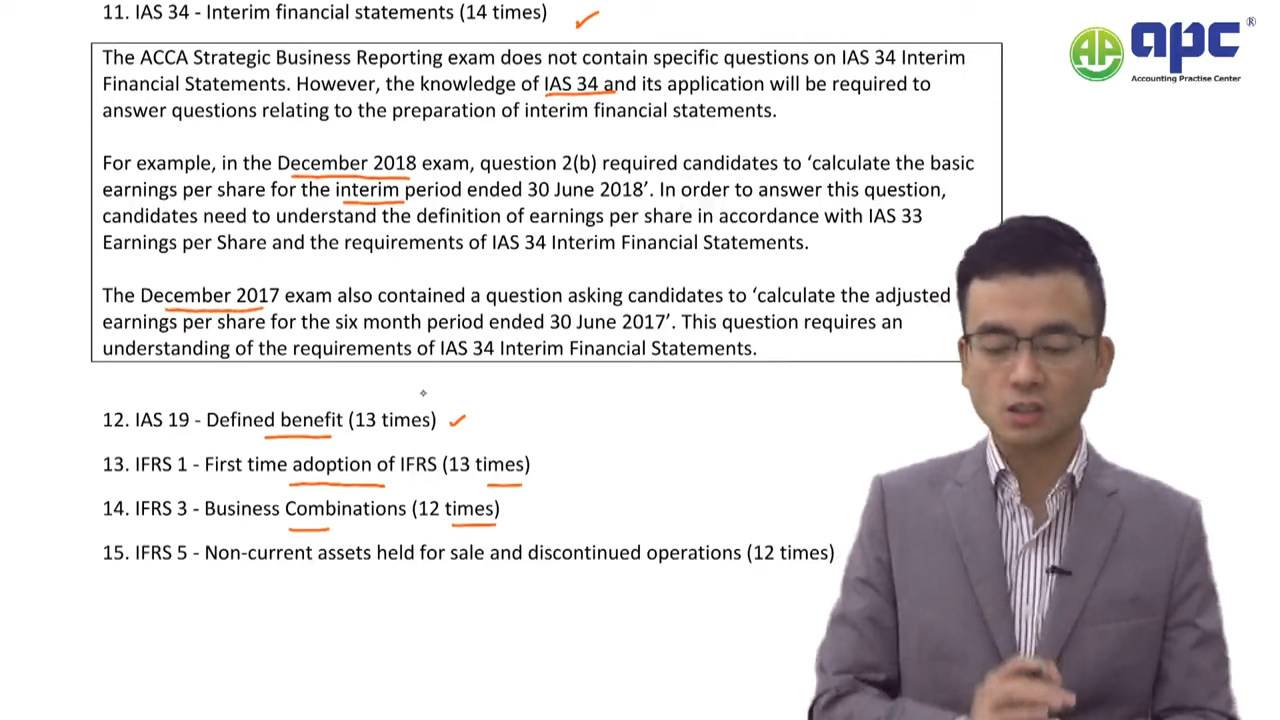 11. IAS 34 - Interim financial statements (14 times)
The ACCA Strategic Business Reporting exam does not contain specific questions on IAS 34 Interim
Financial Statements. However, the knowledge of IAS 34 and its application will be required to
answer questions relating to the preparation of interim financial statements.
For example, in the December 2018 exam, question 2(b) required candidates to ‘calculate the basic
earnings per share for the interim period ended 30 June 2018’. In order to answer this question,
candidates need to understand the definition of earnings per share in accordance with IAS 33
Earnings per Share and the requirements of IAS 34 Interim Financial Statements.
The December 2017 exam also contained a question asking candidates to ‘calculate the adjusted
earnings per share for the six month period ended 30 June 2017’. This question requires an
understanding of the requirements of IAS 34 Interim Financial Statements.
12. IAS 19 - Defined benefit (13 times)
13. IFRS 1 - First time adoption of IFRS (13 times)
14. IFRS 3 - Business Combinations (12 times)
15. IFRS 5 - Non-current assets held for sale and discontinued operations (12 times)
AP apc ®
Accounting Practise Center